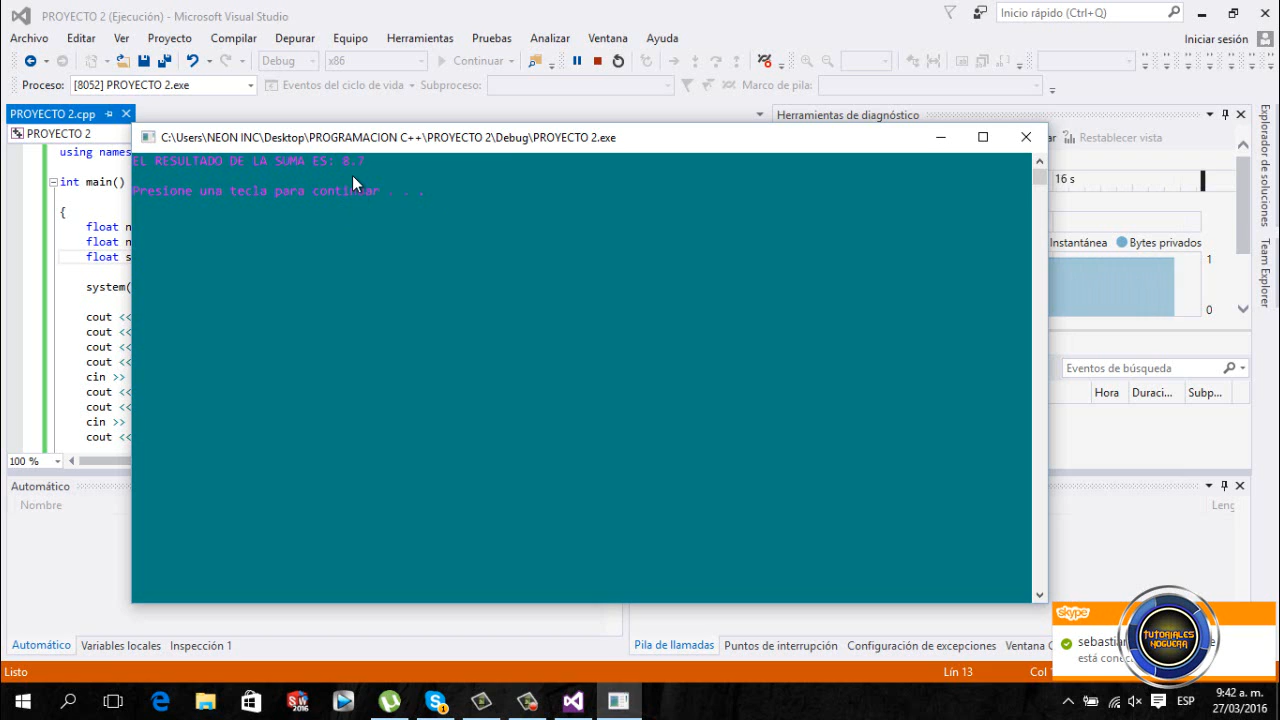 PROYECTO 2 (Ejecución) - Microsoft Visual Studio
Inicio rápido (Ctrl+Q)
Archivo Editar Ver Proyecto Compilar Depurar Equipo Herramientas Pruebas Analizar Ventana Ayuda
Iniciar sesión
Debug x86 Continuar
Proceso: [8052] PROYECTO 2.exe Eventos del ciclo de vida Subproceso: Marco de pila:
PROYECTO 2.cpp
Herramientas de diagnóstico
PROYECTO 2
C:\Users\NEON INC\Desktop\PROGRAMACION C++\PROYECTO 2\Debug\PROYECTO 2.exe
Restablecer vista
using names
EL RESULTADO DE LA SUMA ES: 8.7
int main()
Presione una tecla para continuar . . .
16 s
{
float n
float n
float s
Instantánea Bytes privados
1
0
system(
cout <<
cout <<
cout <<
cout <<
cin >>
cout <<
cout <<
cin >>
cout <<
Eventos de búsqueda
Hora Duraci... Subp...
Explorador de soluciones
Team Explorer
100 %
Automático
Nombre
Leng
Automático Variables locales Inspección 1
Pila de llamadas Puntos de interrupción Configuración de excepciones Ventana C
skype
sebastia
está cone
TUTORIALES
NOGUERA
Listo
Lín 13
Col 1
ESP
9:42 a. m.
27/03/2016